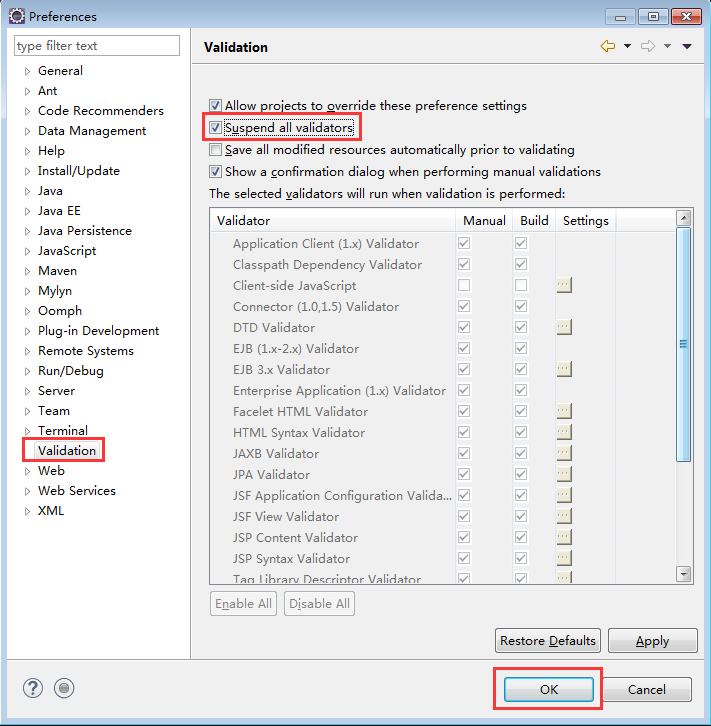 Preferences
type filter text
General
Ant
Code Recommenders
Data Management
Help
Install/Update
Java
Java EE
Java Persistence
JavaScript
Maven
Mylyn
Oomph
Plug-in Development
Remote Systems
Run/Debug
Server
Team
Terminal
Validation
Web
Web Services
XML
Validation
Allow projects to override these preference settings
Suspend all validators
Save all modified resources automatically prior to validating
Show a confirmation dialog when performing manual validations
The selected validators will run when validation is performed:
Validator Manual Build Settings
Application Client (1.x) Validator
Classpath Dependency Validator
Client-side JavaScript
Connector (1.0,1.5) Validator
DTD Validator
EJB (1.x-2.x) Validator
EJB 3.x Validator
Enterprise Application (1.x) Validator
Facelet HTML Validator
HTML Syntax Validator
JAXB Validator
JPA Validator
JSF Application Configuration Valida...
JSF View Validator
JSP Content Validator
JSP Syntax Validator
Tag Library Descriptor Validator
Enable All Disable All
Restore Defaults Apply
OK Cancel